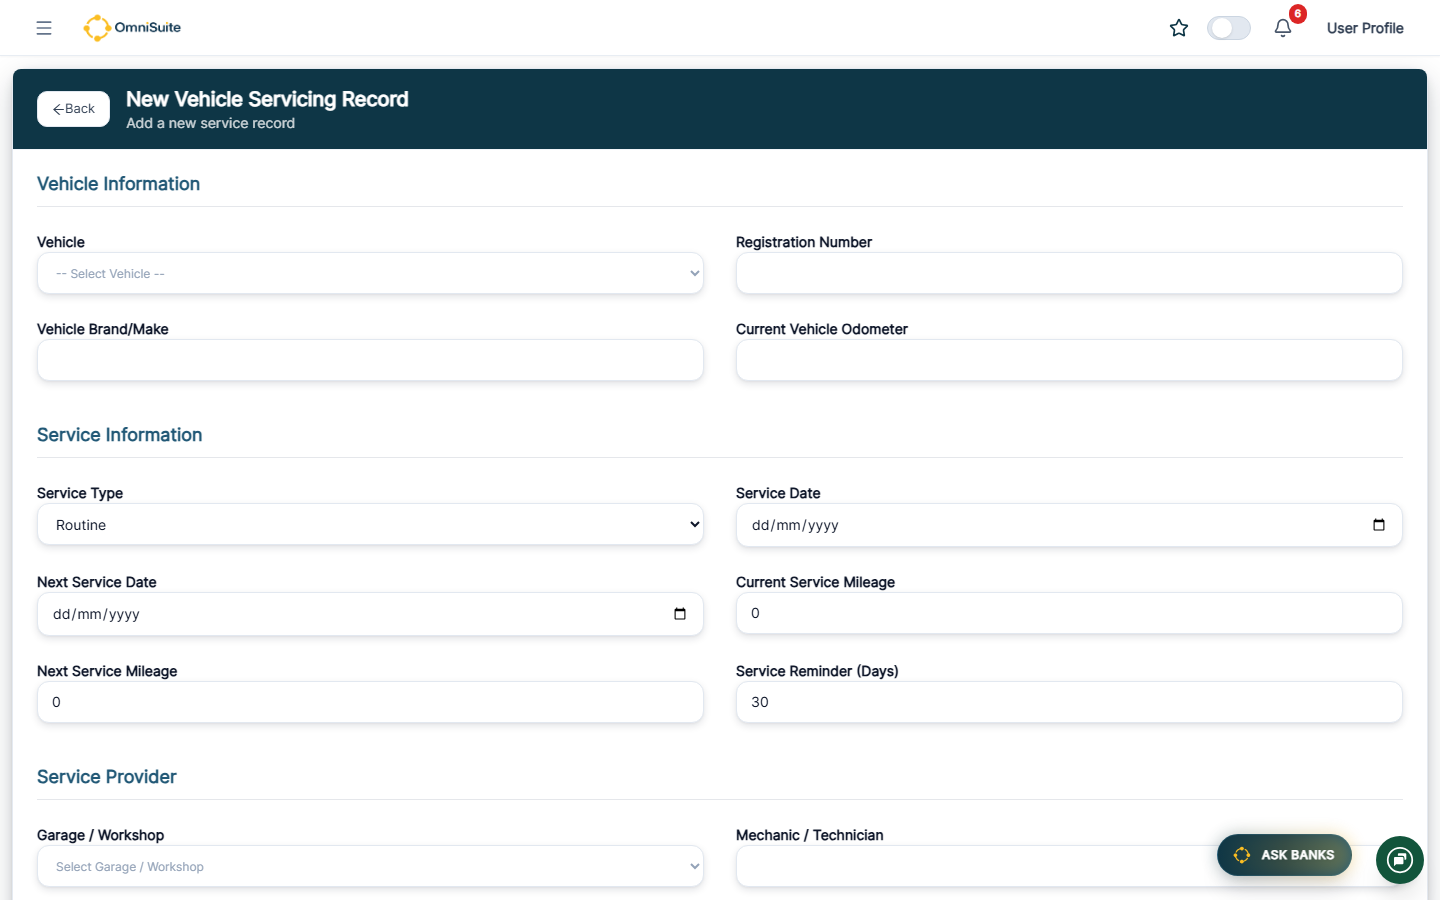 OmniSuite
6
User Profile
Back
New Vehicle Servicing Record
Add a new service record
Vehicle Information
Vehicle
Registration Number
-- Select Vehicle --
Vehicle Brand/Make
Current Vehicle Odometer
Service Information
Service Type
Service Date
Routine
dd/mm/yyyy
Next Service Date
Current Service Mileage
dd/mm/yyyy
0
Next Service Mileage
Service Reminder (Days)
0
30
Service Provider
Garage / Workshop
Mechanic / Technician
Select Garage / Workshop
ASK BANKS